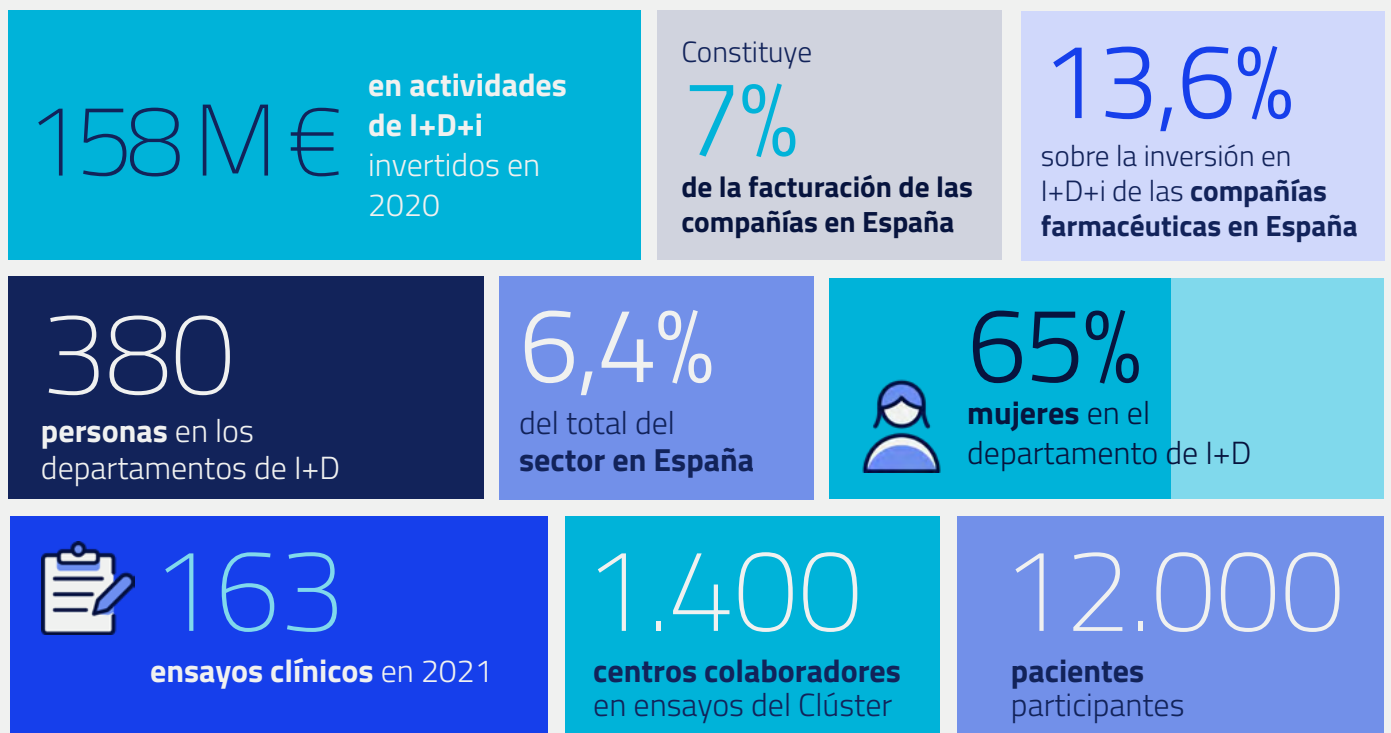 158 M €
en actividades
de I+D+i
invertidos en
2020
Constituye
7%
de la facturación de las
compañías en España
13,6%
sobre la inversión en
I+D+i de las compañías
farmacéuticas en España
380
personas en los
departamentos de I+D
6,4%
del total del
sector en España
65%
mujeres en el
departamento de I+D
163
ensayos clínicos en 2021
1.400
centros colaboradores
en ensayos del Clúster
12.000
pacientes
participantes